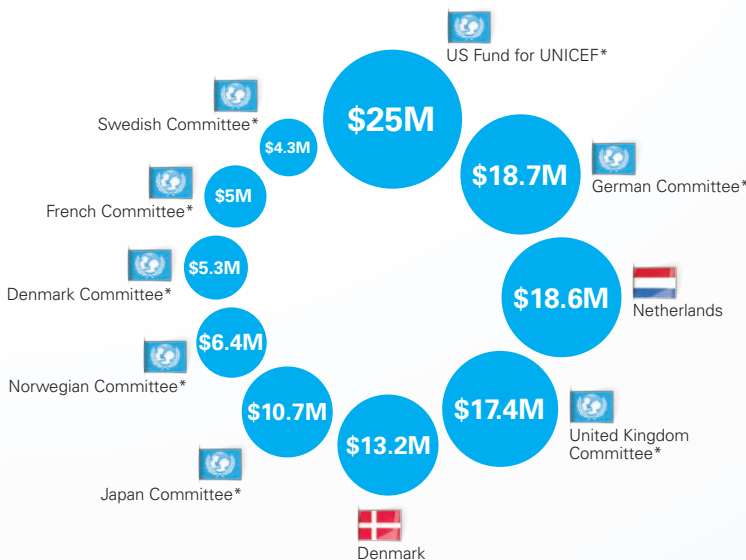 US Fund for UNICEF*
$25M
German Committee*
$18.7M
Netherlands
$18.6M
United Kingdom
Committee*
$17.4M
Denmark
$13.2M
Japan Committee*
$10.7M
Norwegian Committee*
$6.4M
Denmark Committee*
$5.3M
French Committee*
$5M
Swedish Committee*
$4.3M